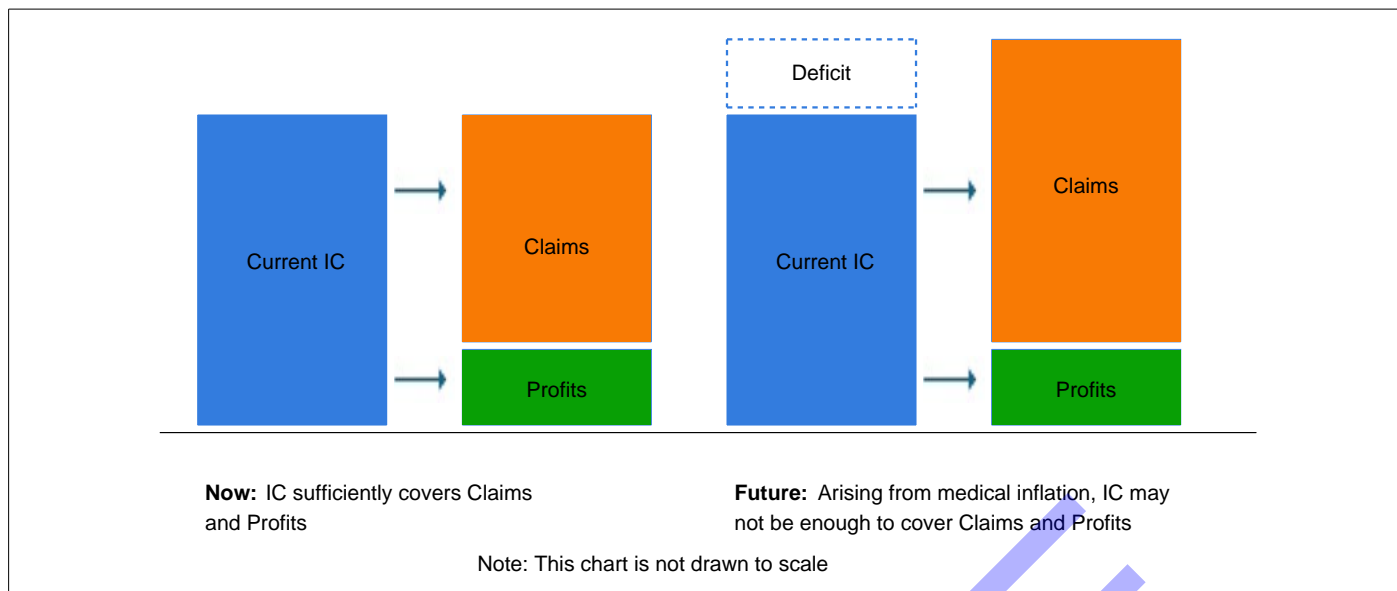 Deficit
Current IC
Claims
Profits
Current IC
Claims
Profits
Now: IC sufficiently covers Claims
and Profits
Future: Arising from medical inflation, IC may
not be enough to cover Claims and Profits
Note: This chart is not drawn to scale